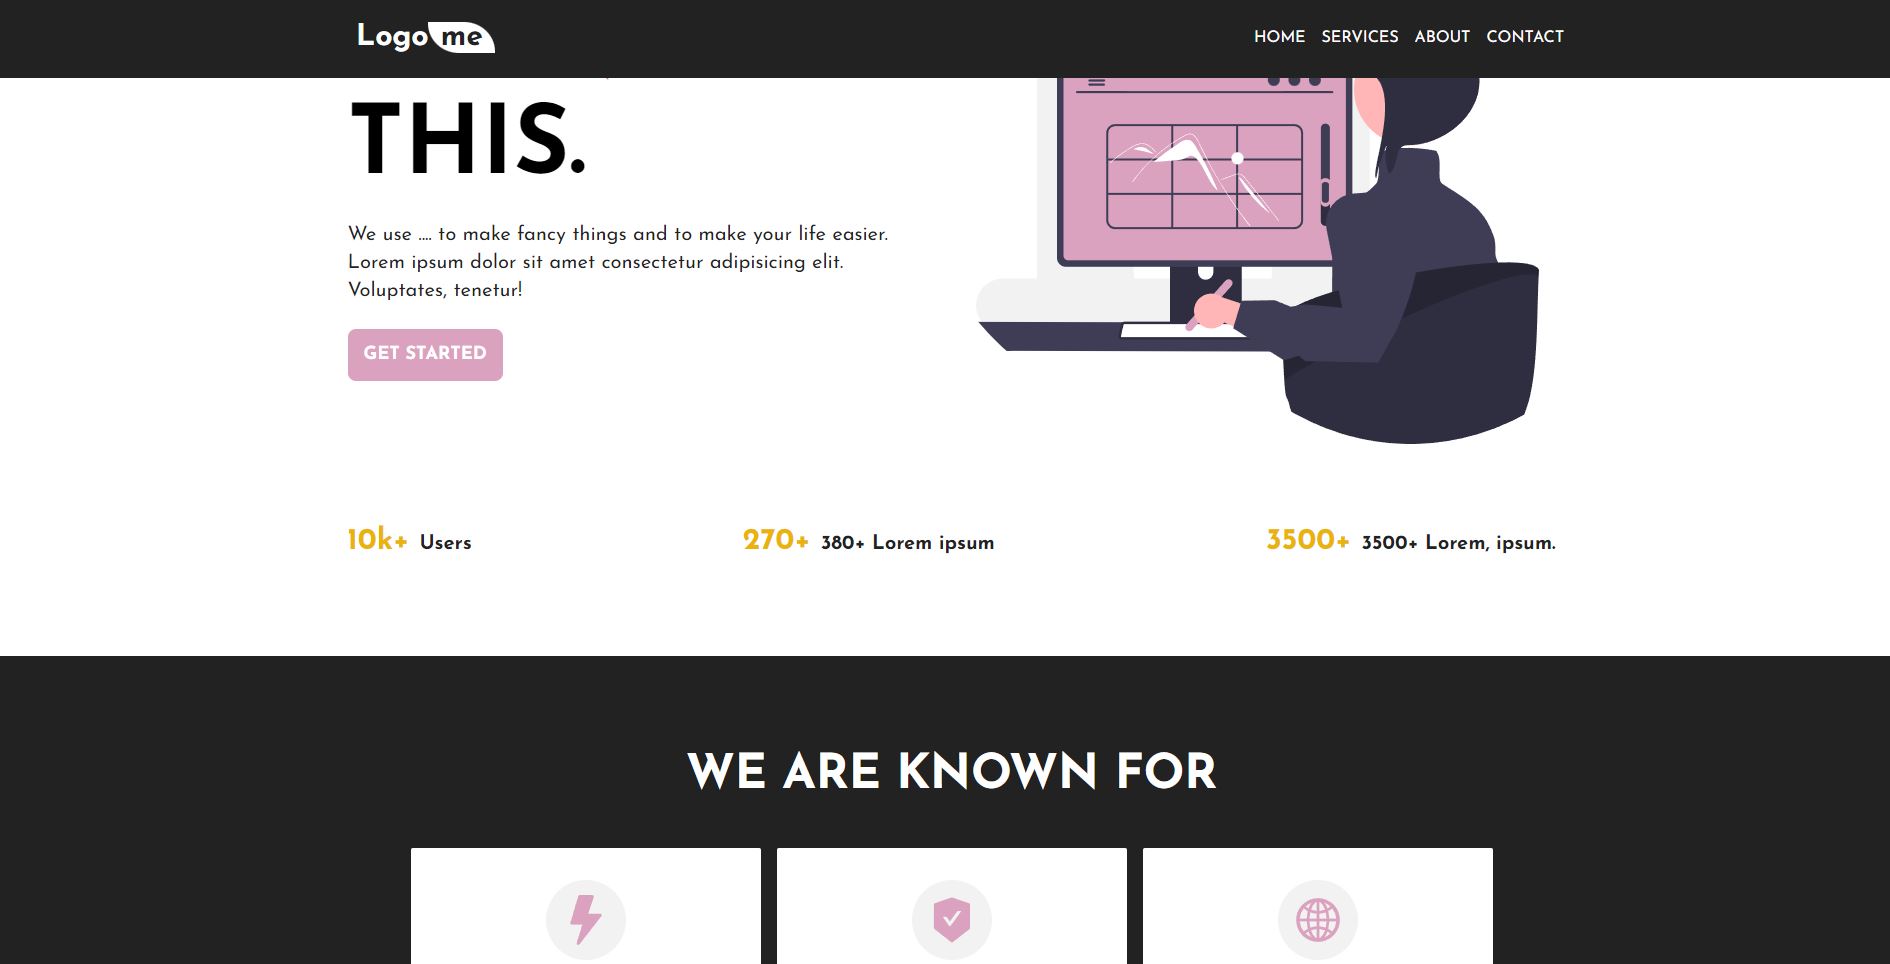 Logo me
HOME SERVICES ABOUT CONTACT
THIS.
We use .... to make fancy things and to make your life easier.
Lorem ipsum dolor sit amet consectetur adipisicing elit.
Voluptates, tenetur!
GET STARTED
10k+ Users
270+ 380+ Lorem ipsum
3500+ 3500+ Lorem, ipsum.
WE ARE KNOWN FOR